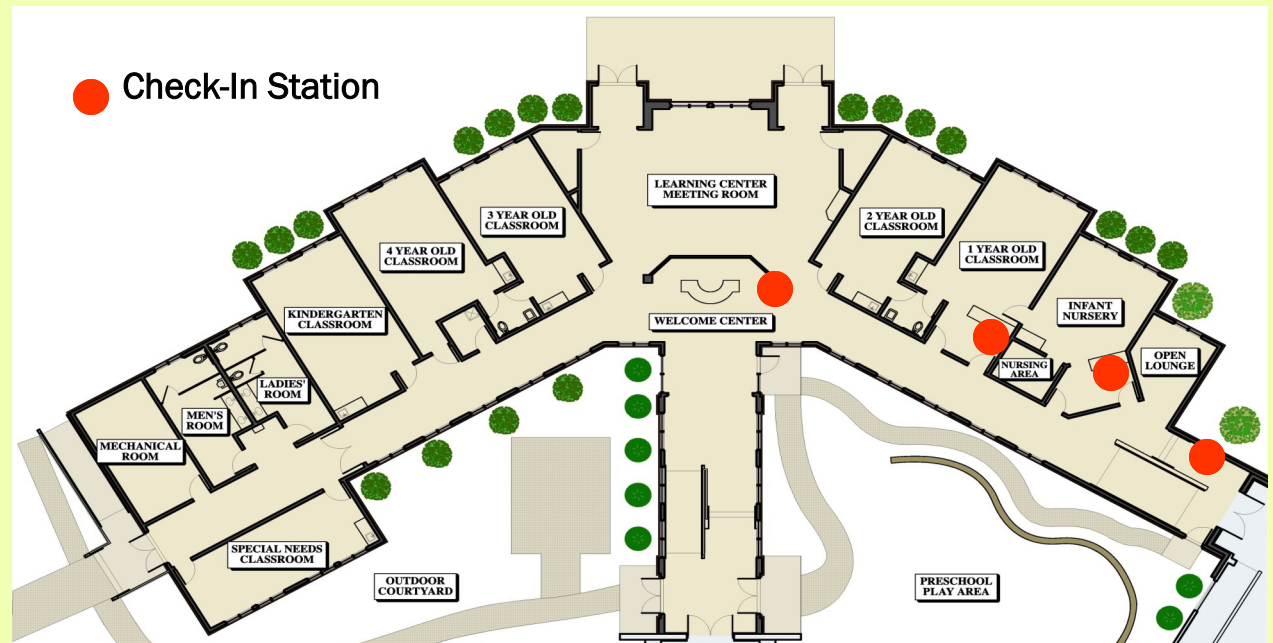 Check-In Station
LEARNING CENTER
MEETING ROOM
3 YEAR OLD
CLASSROOM
2 YEAR OLD
CLASSROOM
4 YEAR OLD
CLASSROOM
1 YEAR OLD
CLASSROOM
KINDERGARTEN
CLASSROOM
WELCOME CENTER
INFANT
NURSERY
NURSING
AREA
OPEN
LOUNGE
LADIES'
ROOM
MEN'S
ROOM
MECHANICAL
ROOM
SPECIAL NEEDS
CLASSROOM
OUTDOOR
COURTYARD
PRESCHOOL
PLAY AREA